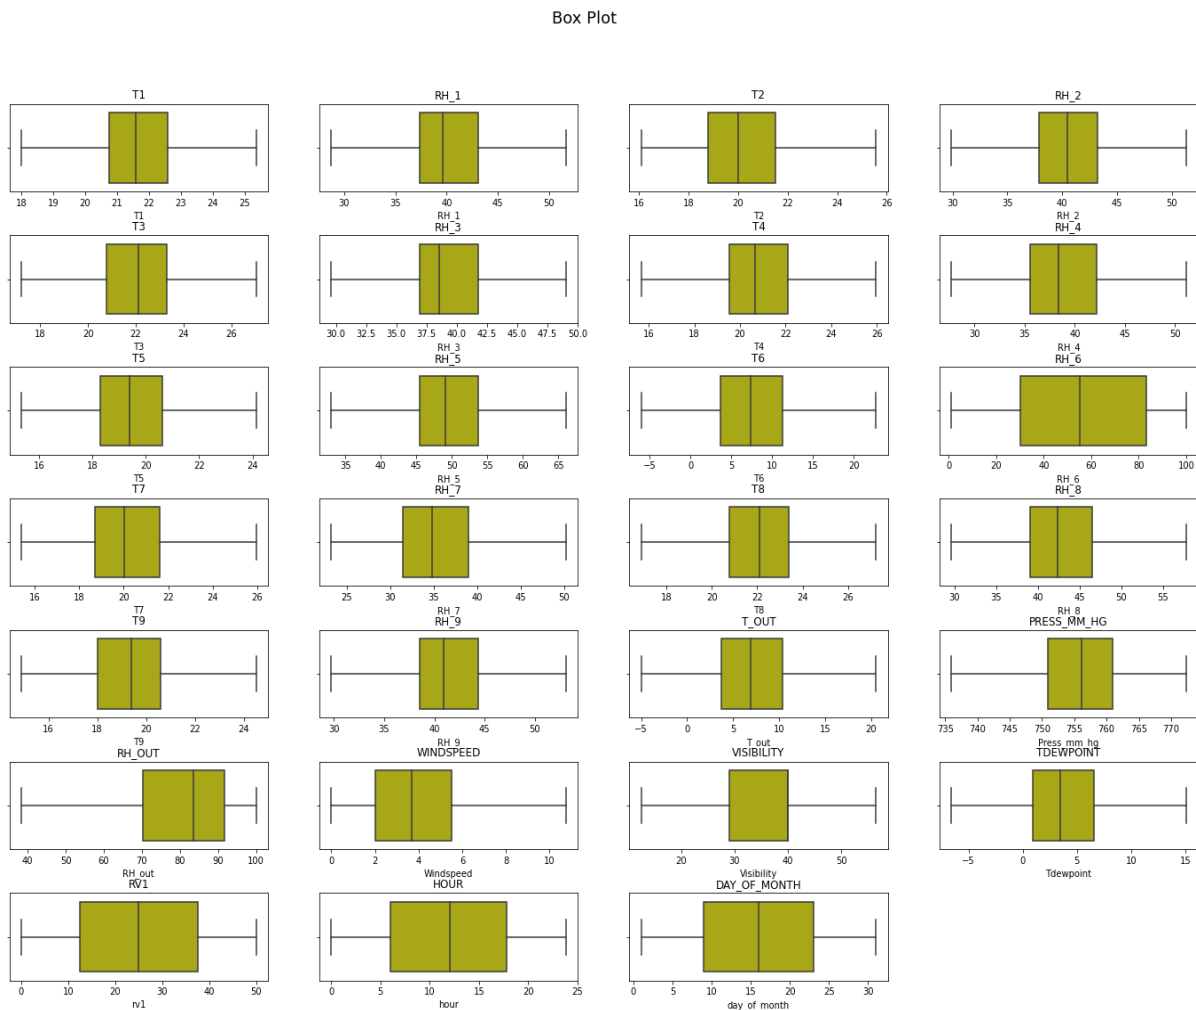 Box Plot
T1 RH_1 T2 RH_2
18 19 20 21 22 23 24 25 30 35 40 45 50 16 18 20 22 24 26 30 35 40 45 50
T1 RH_1 T2 RH_2
T3 RH_3 T4 RH_4
18 20 22 24 26 30.0 32.5 35.0 37.5 40.0 42.5 45.0 47.5 50.0 16 18 20 22 24 26 30 35 40 45 50
T3 RH_3 T4 RH_4
T5 RH_5 T6 RH_6
16 18 20 22 24 35 40 45 50 55 60 65 −5 0 5 10 15 20 0 20 40 60 80 100
T5 RH_5 T6 RH_6
T7 RH_7 T8 RH_8
16 18 20 22 24 26 25 30 35 40 45 50 18 20 22 24 26 30 35 40 45 50 55
T7 RH_7 T8 RH_8
T9 RH_9 T_OUT PRESS_MM_HG
16 18 20 22 24 30 35 40 45 50 −5 0 5 10 15 20 735 740 745 750 755 760 765 770
T9 RH_9 T_out Press_mm_hg
RH_OUT WINDSPEED VISIBILITY TDEWPOINT
40 50 60 70 80 90 100 0 2 4 6 8 10 20 30 40 50 −5 0 5 10 15
RH_out Windspeed Visibility Tdewpoint
RV1 HOUR DAY_OF_MONTH
0 10 20 30 40 50 0 5 10 15 20 25 0 5 10 15 20 25 30
rv1 hour day_of_month